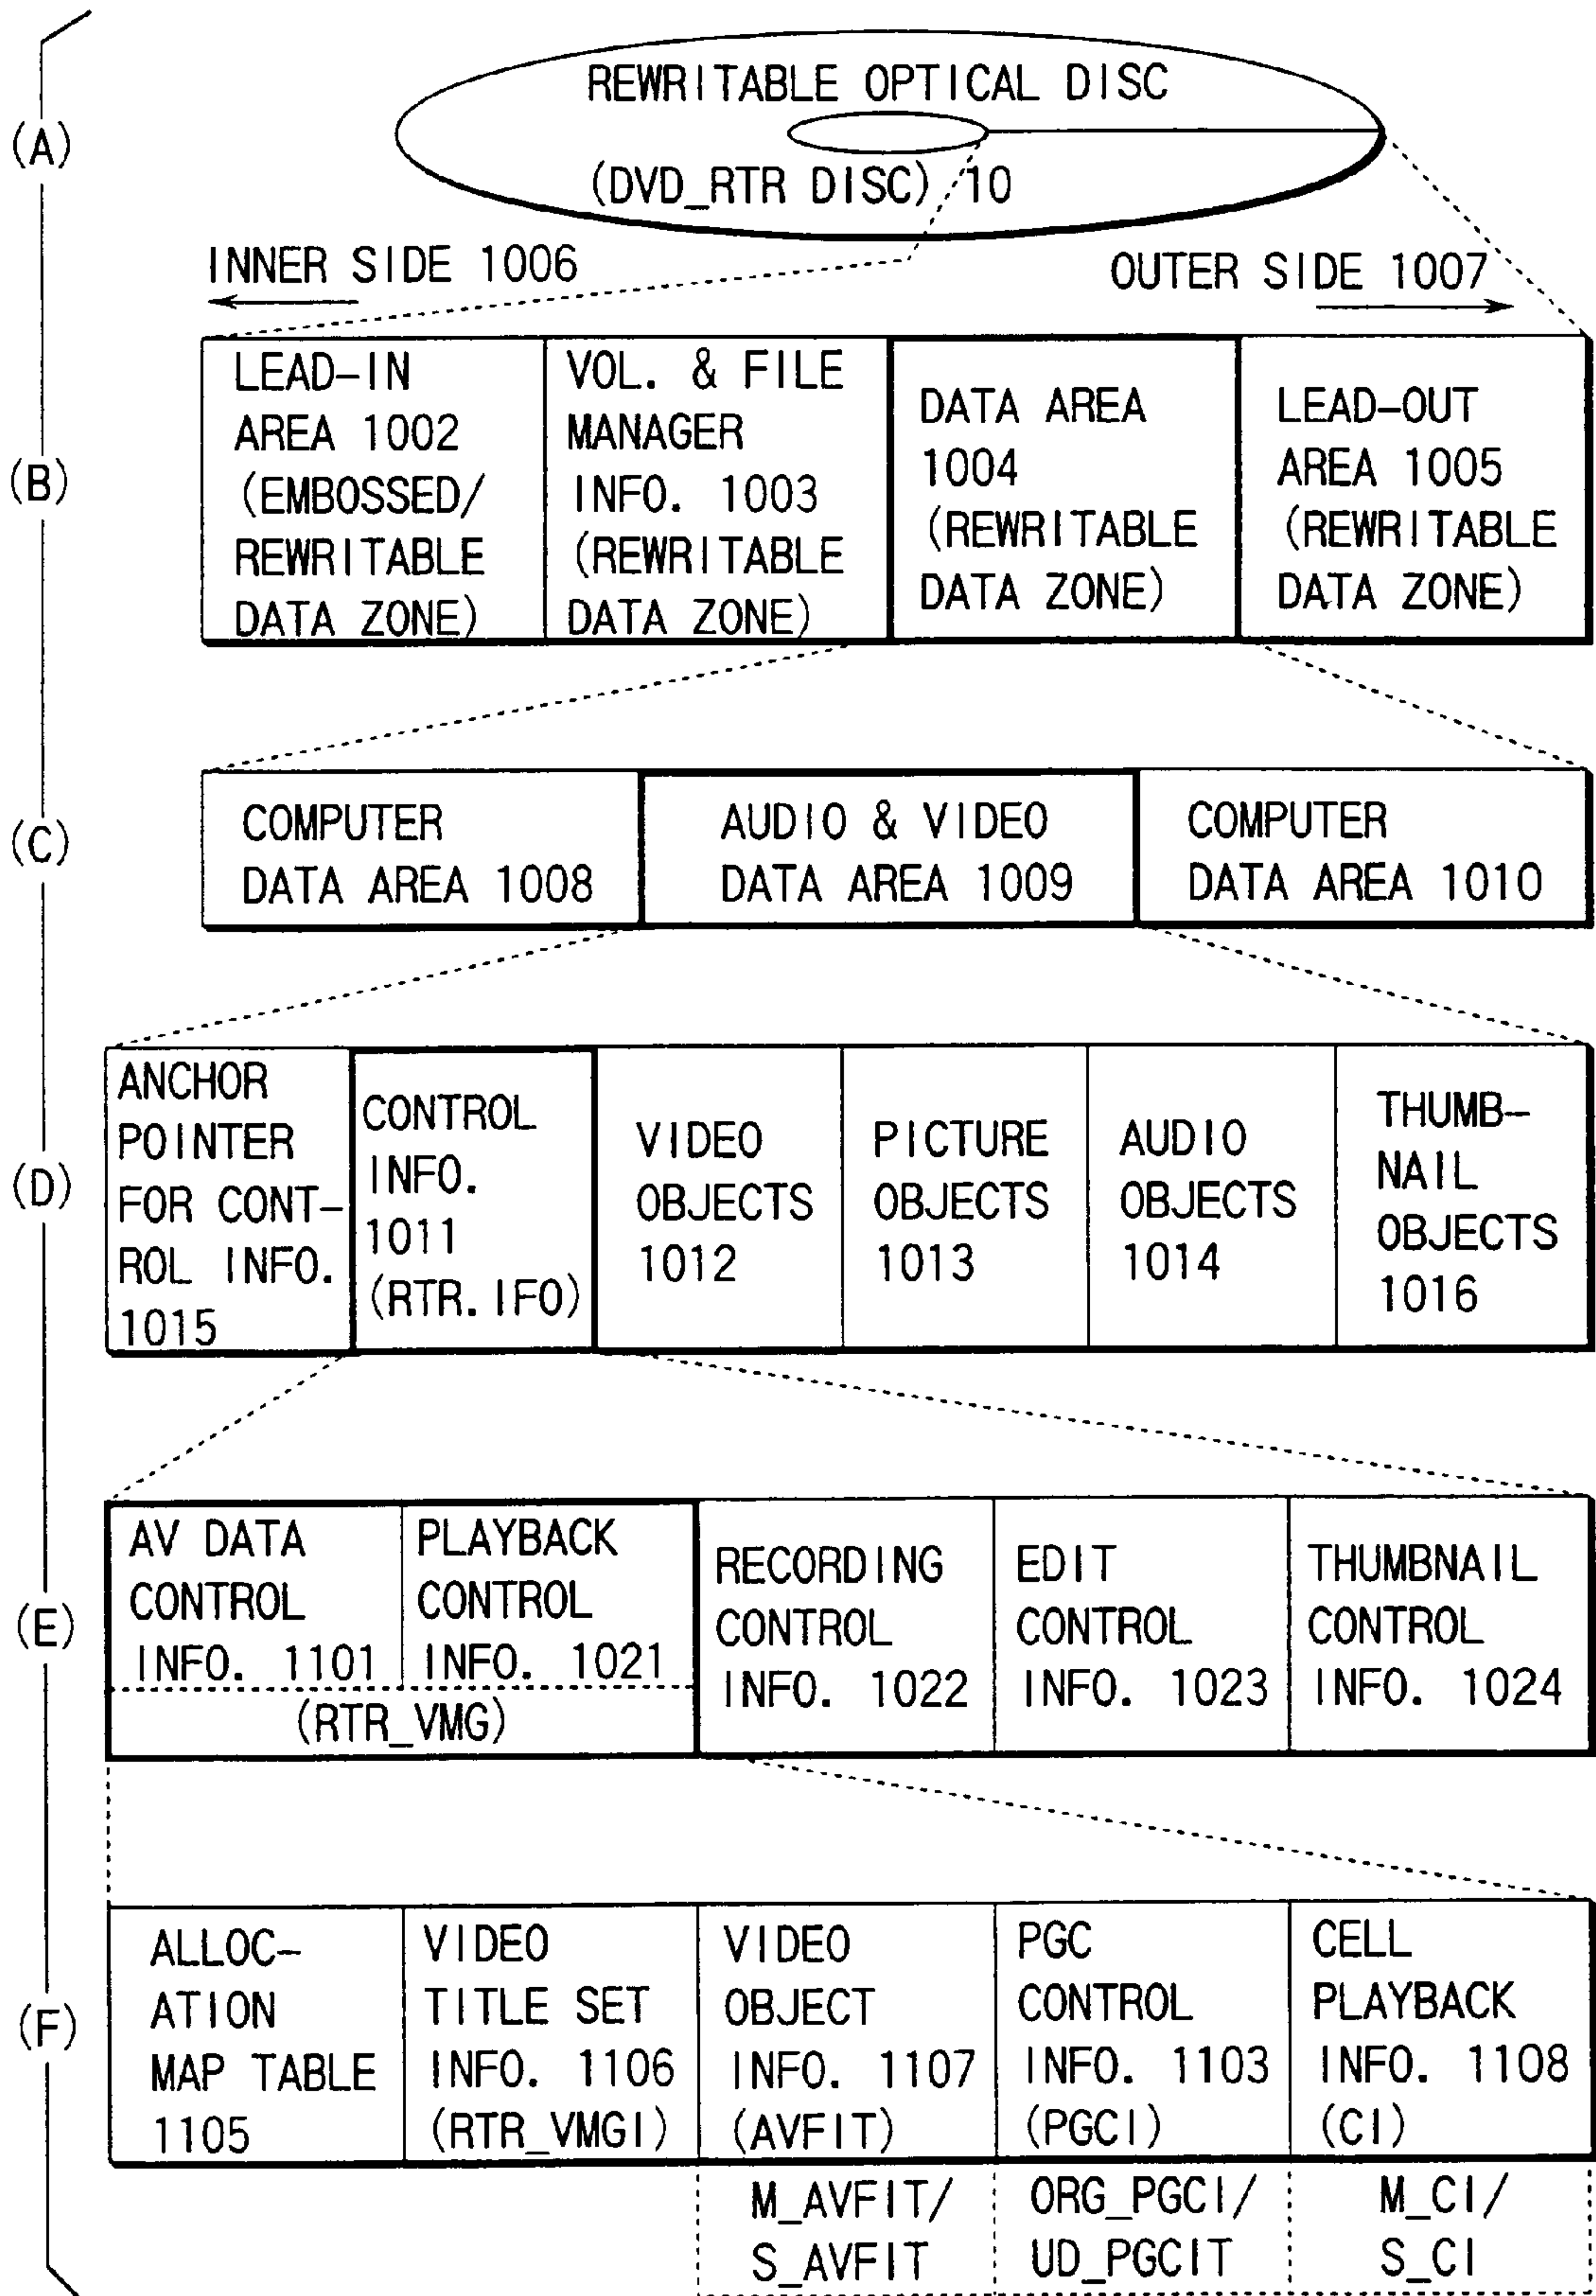 (A)
REWRITABLE OPTICAL DISC
(DVD_RTR DISC) 10
INNER SIDE 1006
OUTER SIDE 1007
(B)
LEAD-IN
AREA 1002
(EMBOSSED/
REWRITABLE
DATA ZONE)
VOL. & FILE
MANAGER
INFO. 1003
(REWRITABLE
DATA ZONE)
DATA AREA
1004
(REWRITABLE
DATA ZONE)
LEAD-OUT
AREA 1005
(REWRITABLE
DATA ZONE)
(C)
COMPUTER
DATA AREA 1008
AUDIO & VIDEO
DATA AREA 1009
COMPUTER
DATA AREA 1010
(D)
ANCHOR
POINTER
FOR CONT-
ROL INFO.
1015
CONTROL
INFO.
1011
(RTR.IFO)
VIDEO
OBJECTS
1012
PICTURE
OBJECTS
1013
AUDIO
OBJECTS
1014
THUMB-
NAIL
OBJECTS
1016
(E)
AV DATA
CONTROL
INFO. 1101
PLAYBACK
CONTROL
INFO. 1021
(RTR_VMG)
RECORDING
CONTROL
INFO. 1022
EDIT
CONTROL
INFO. 1023
THUMBNAIL
CONTROL
INFO. 1024
(F)
ALLOC-
ATION
MAP TABLE
1105
VIDEO
TITLE SET
INFO. 1106
(RTR_VMGI)
VIDEO
OBJECT
INFO. 1107
(AVFIT)
PGC
CONTROL
INFO. 1103
(PGCI)
CELL
PLAYBACK
INFO. 1108
(CI)
M_AVFIT/
S_AVFIT
ORG_PGCI/
UD_PGCIT
M_CI/
S_CI